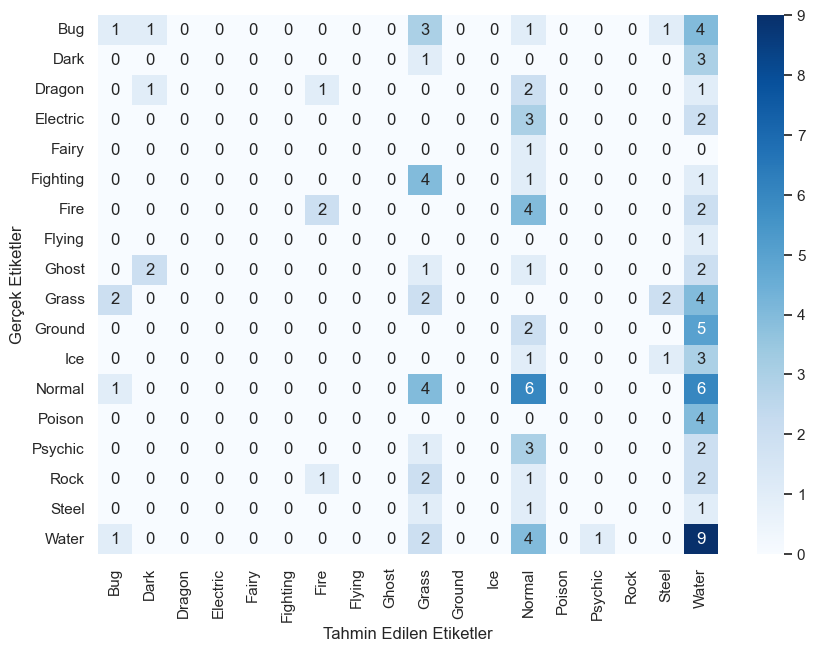 Gerçek Etiketler
Bug 1 1 0 0 0 0 0 0 0 3 0 0 1 0 0 0 1 4
Dark 0 0 0 0 0 0 0 0 0 1 0 0 0 0 0 0 0 3
Dragon 0 1 0 0 0 0 1 0 0 0 0 0 2 0 0 0 0 1
Electric 0 0 0 0 0 0 0 0 0 0 0 0 3 0 0 0 0 2
Fairy 0 0 0 0 0 0 0 0 0 0 0 0 1 0 0 0 0 0
Fighting 0 0 0 0 0 0 0 0 0 4 0 0 1 0 0 0 0 1
Fire 0 0 0 0 0 0 2 0 0 0 0 0 4 0 0 0 0 2
Flying 0 0 0 0 0 0 0 0 0 0 0 0 0 0 0 0 0 1
Ghost 0 2 0 0 0 0 0 0 0 1 0 0 1 0 0 0 0 2
Grass 2 0 0 0 0 0 0 0 0 2 0 0 0 0 0 0 2 4
Ground 0 0 0 0 0 0 0 0 0 0 0 0 2 0 0 0 0 5
Ice 0 0 0 0 0 0 0 0 0 0 0 0 1 0 0 0 1 3
Normal 1 0 0 0 0 0 0 0 0 4 0 0 6 0 0 0 0 6
Poison 0 0 0 0 0 0 0 0 0 0 0 0 0 0 0 0 0 4
Psychic 0 0 0 0 0 0 0 0 0 1 0 0 3 0 0 0 0 2
Rock 0 0 0 0 0 0 1 0 0 2 0 0 1 0 0 0 0 2
Steel 0 0 0 0 0 0 0 0 0 1 0 0 1 0 0 0 0 1
Water 1 0 0 0 0 0 0 0 0 2 0 0 4 0 1 0 0 9
Bug Dark Dragon Electric Fairy Fighting Fire Flying Ghost Grass Ground Ice Normal Poison Psychic Rock Steel Water
Tahmin Edilen Etiketler
9
8
7
6
5
4
3
2
1
0